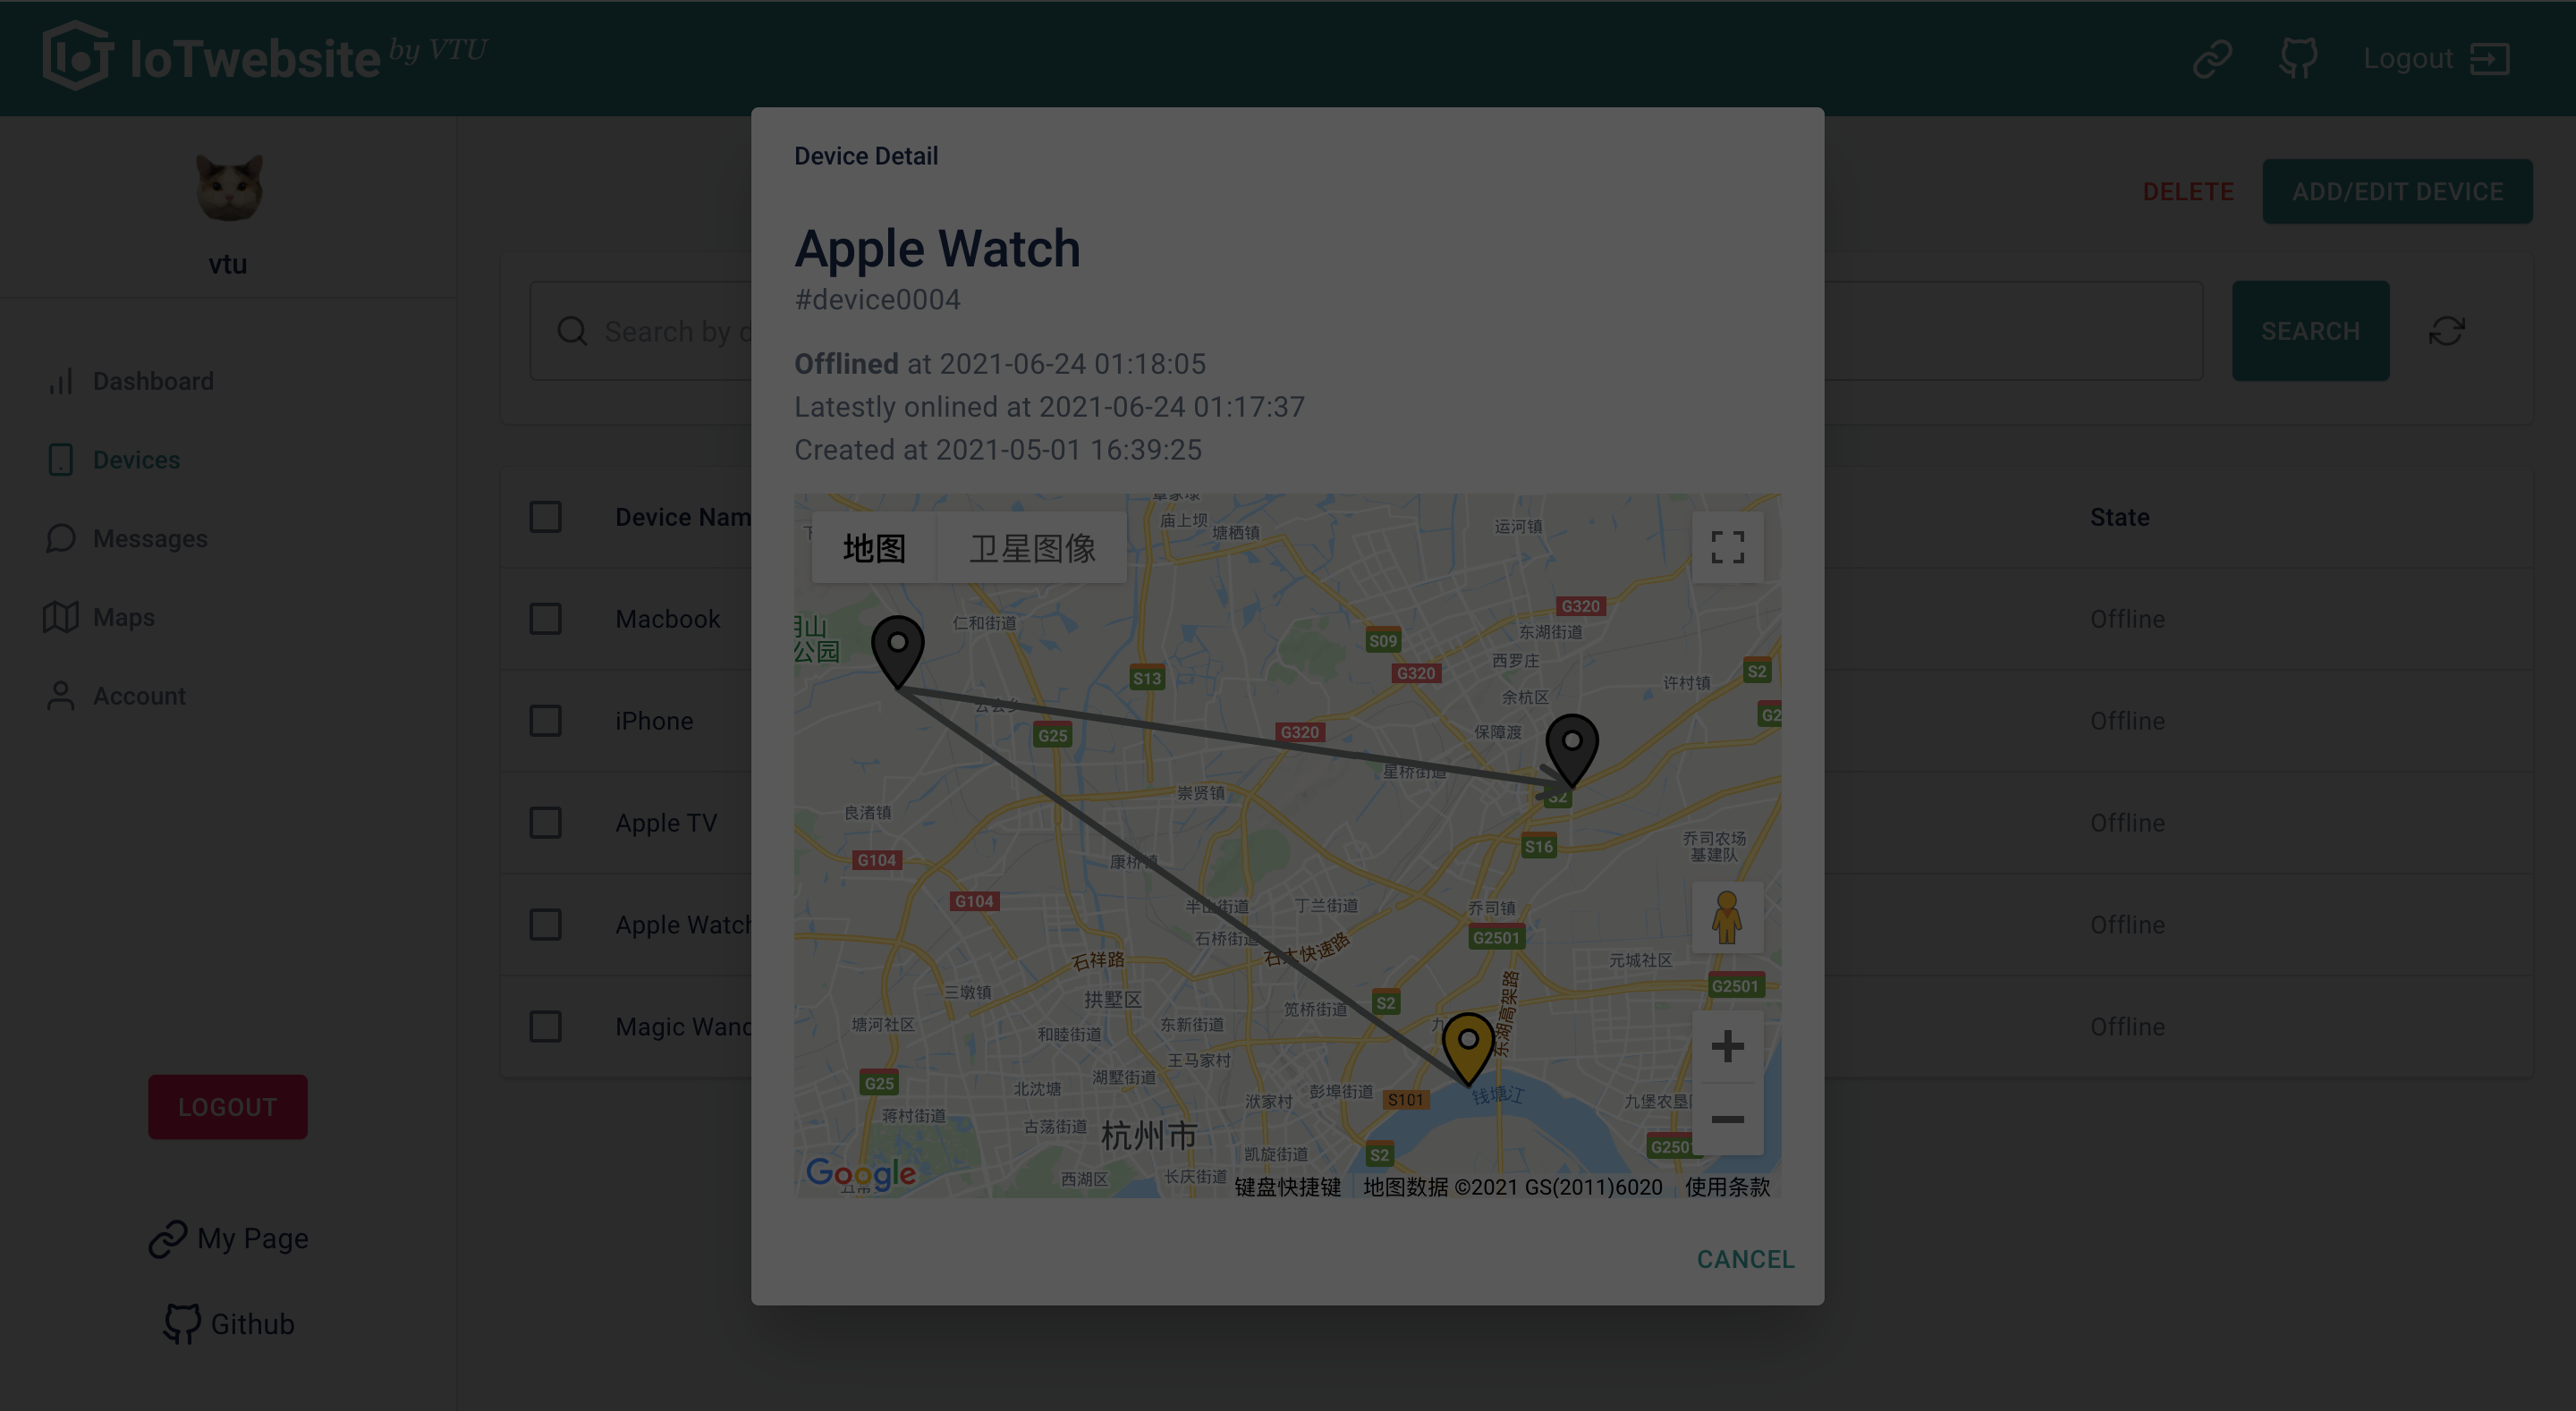 IoTwebsite by VTU
Logout
vtu
Dashboard
Devices
Messages
Maps
Account
LOGOUT
My Page
Github
DELETE
ADD/EDIT DEVICE
Search by d
SEARCH
Device Nam
State
Macbook
Offline
iPhone
Offline
Apple TV
Offline
Apple Watch
Offline
Magic Wand
Offline
Device Detail
Apple Watch
#device0004
Offlined at 2021-06-24 01:18:05
Latestly onlined at 2021-06-24 01:17:37
Created at 2021-05-01 16:39:25
地图
卫星图像
庙上坝
塘栖镇
运河镇
G320
仁和街道
公园
S09
东湖街道
西罗庄
G320
S13
S2
许村镇
余杭区
G25
G320
保障渡
星桥街道
崇贤镇
S2
良渚镇
S16
乔司农场
基建队
G104
康桥镇
G104
半山街道
丁兰街道
乔司镇
石桥街道
G2501
石大快速路
石祥路
元城社区
G2501
三墩镇
拱墅区
S2
笕桥街道
东湖高架路
塘河社区
和睦路街道
东新街道
王马家村
G25
北沈塘
湖墅街道
洑家村
彭埠街道
S101
钱塘江
蒋村街道
古荡街道
杭州市
凯旋街道
S2
西湖区
长庆街道
Google
键盘快捷键
地图数据 ©2021 GS(2011)6020
使用条款
CANCEL